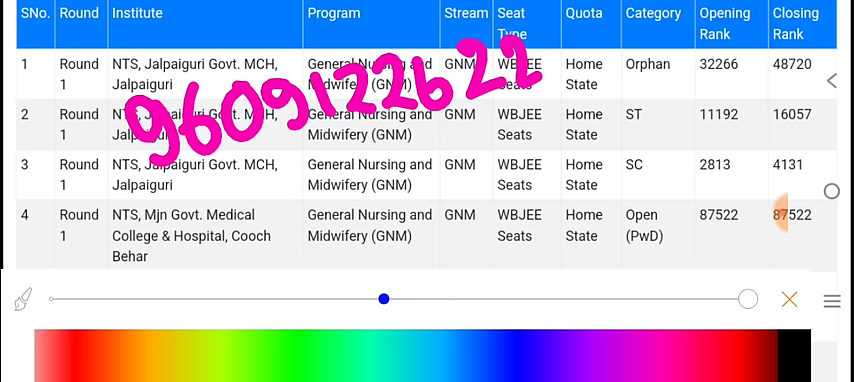 SNo. Round Institute Program Stream Seat Type Quota Category Opening Rank Closing Rank
1 Round 1 NTS, Jalpaiguri Govt. MCH, Jalpaiguri General Nursing and Midwifery (GNM) GNM WBJEE Seats Home State Orphan 32266 48720
9609122622
2 Round 1 NTS, Jalpaiguri Govt. MCH, Jalpaiguri General Nursing and Midwifery (GNM) GNM WBJEE Seats Home State ST 11192 16057
3 Round 1 NTS, Jalpaiguri Govt. MCH, Jalpaiguri General Nursing and Midwifery (GNM) GNM WBJEE Seats Home State SC 2813 4131
4 Round 1 NTS, Mjn Govt. Medical College & Hospital, Cooch Behar General Nursing and Midwifery (GNM) GNM WBJEE Seats Home State Open (PwD) 87522 87522